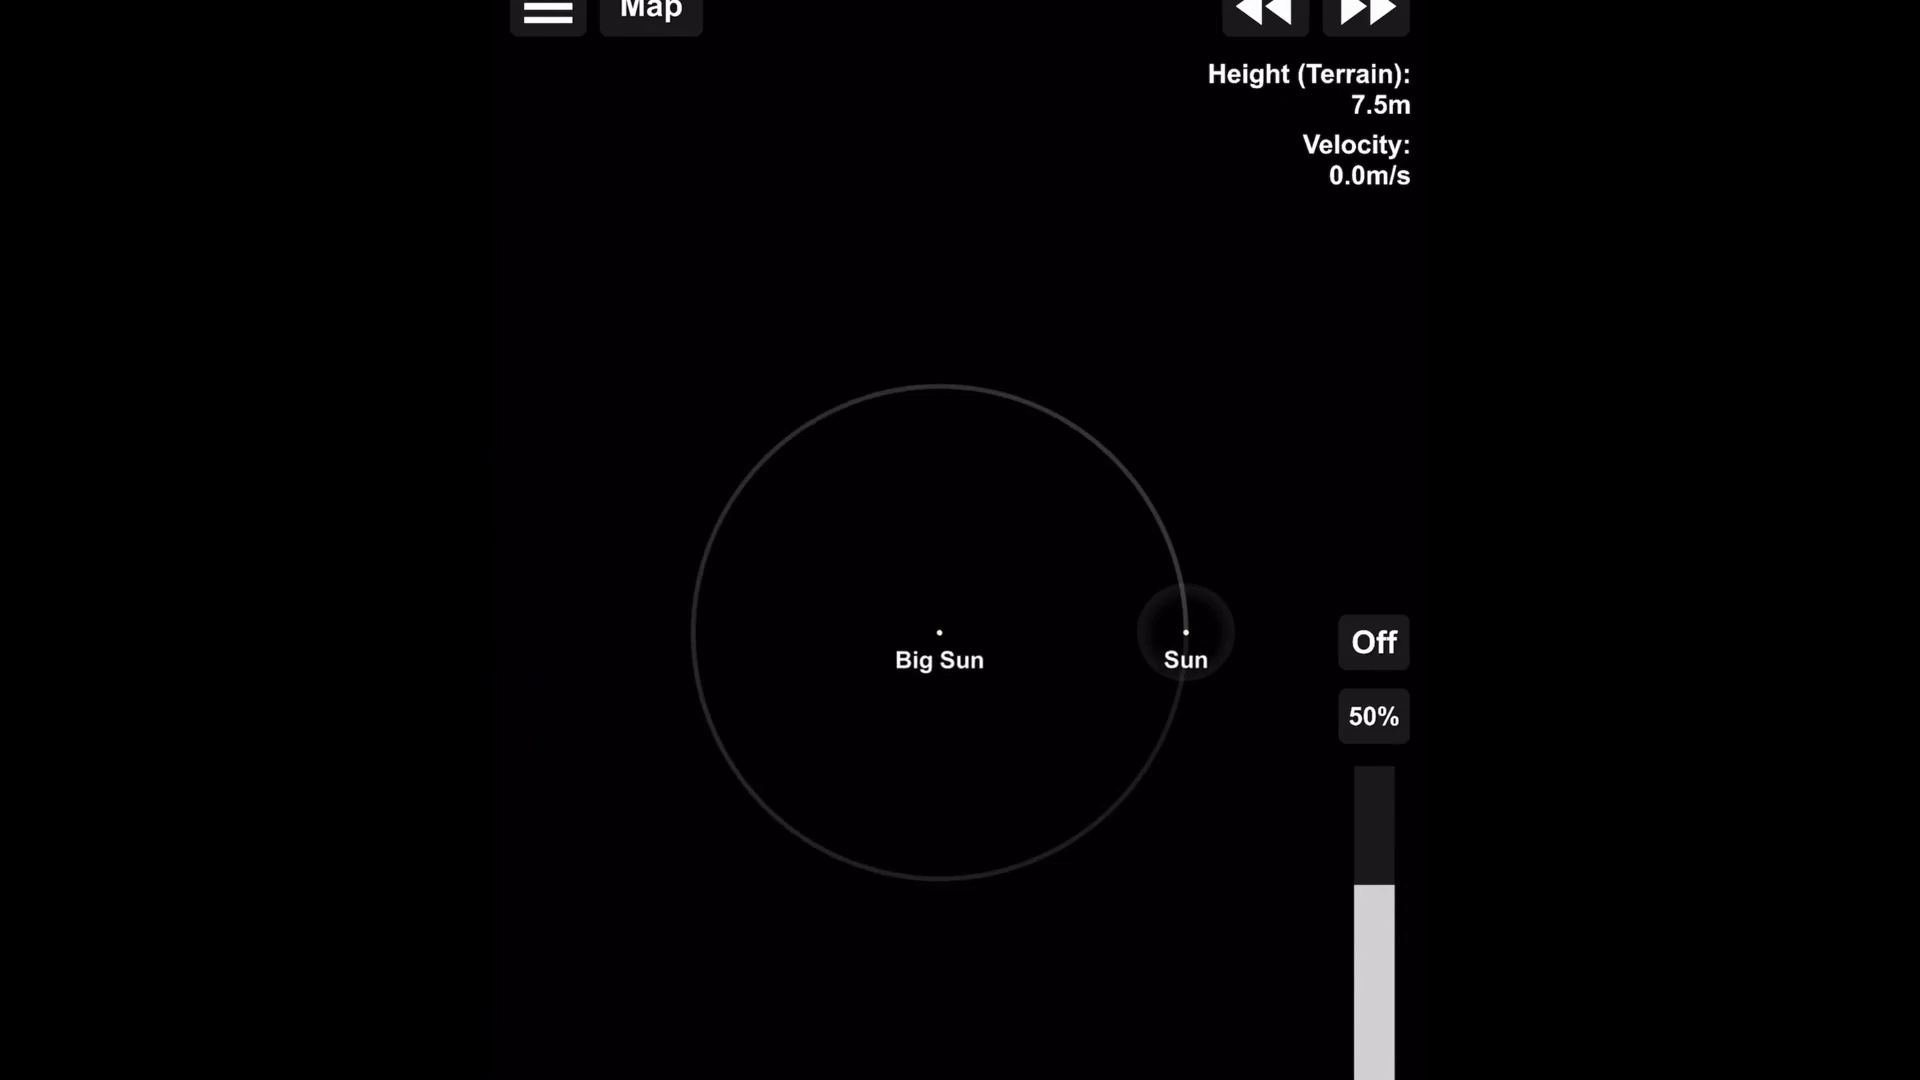 Map
Height (Terrain):
7.5m
Velocity:
0.0m/s
Big Sun
Sun
Off
50%